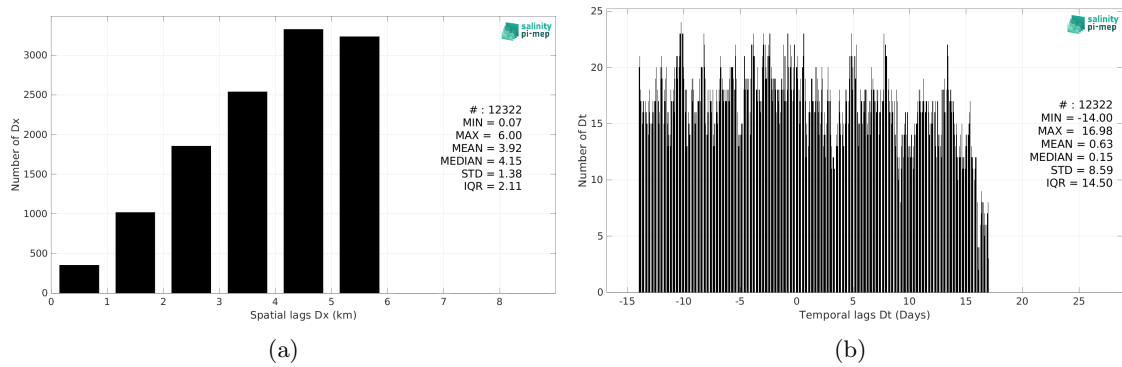 salinity
pi-mep
3000
2500
2000
1500
1000
500
0
Number of Dx
# : 12322
MIN = 0.07
MAX = 6.00
MEAN = 3.92
MEDIAN = 4.15
STD = 1.38
IQR = 2.11
0 1 2 3 4 5 6 7 8
Spatial lags Dx (km)
(a)
salinity
pi-mep
25
20
15
10
5
0
Number of Dt
# : 12322
MIN = -14.00
MAX = 16.98
MEAN = 0.63
MEDIAN = 0.15
STD = 8.59
IQR = 14.50
-15 -10 -5 0 5 10 15 20 25
Temporal lags Dt (Days)
(b)